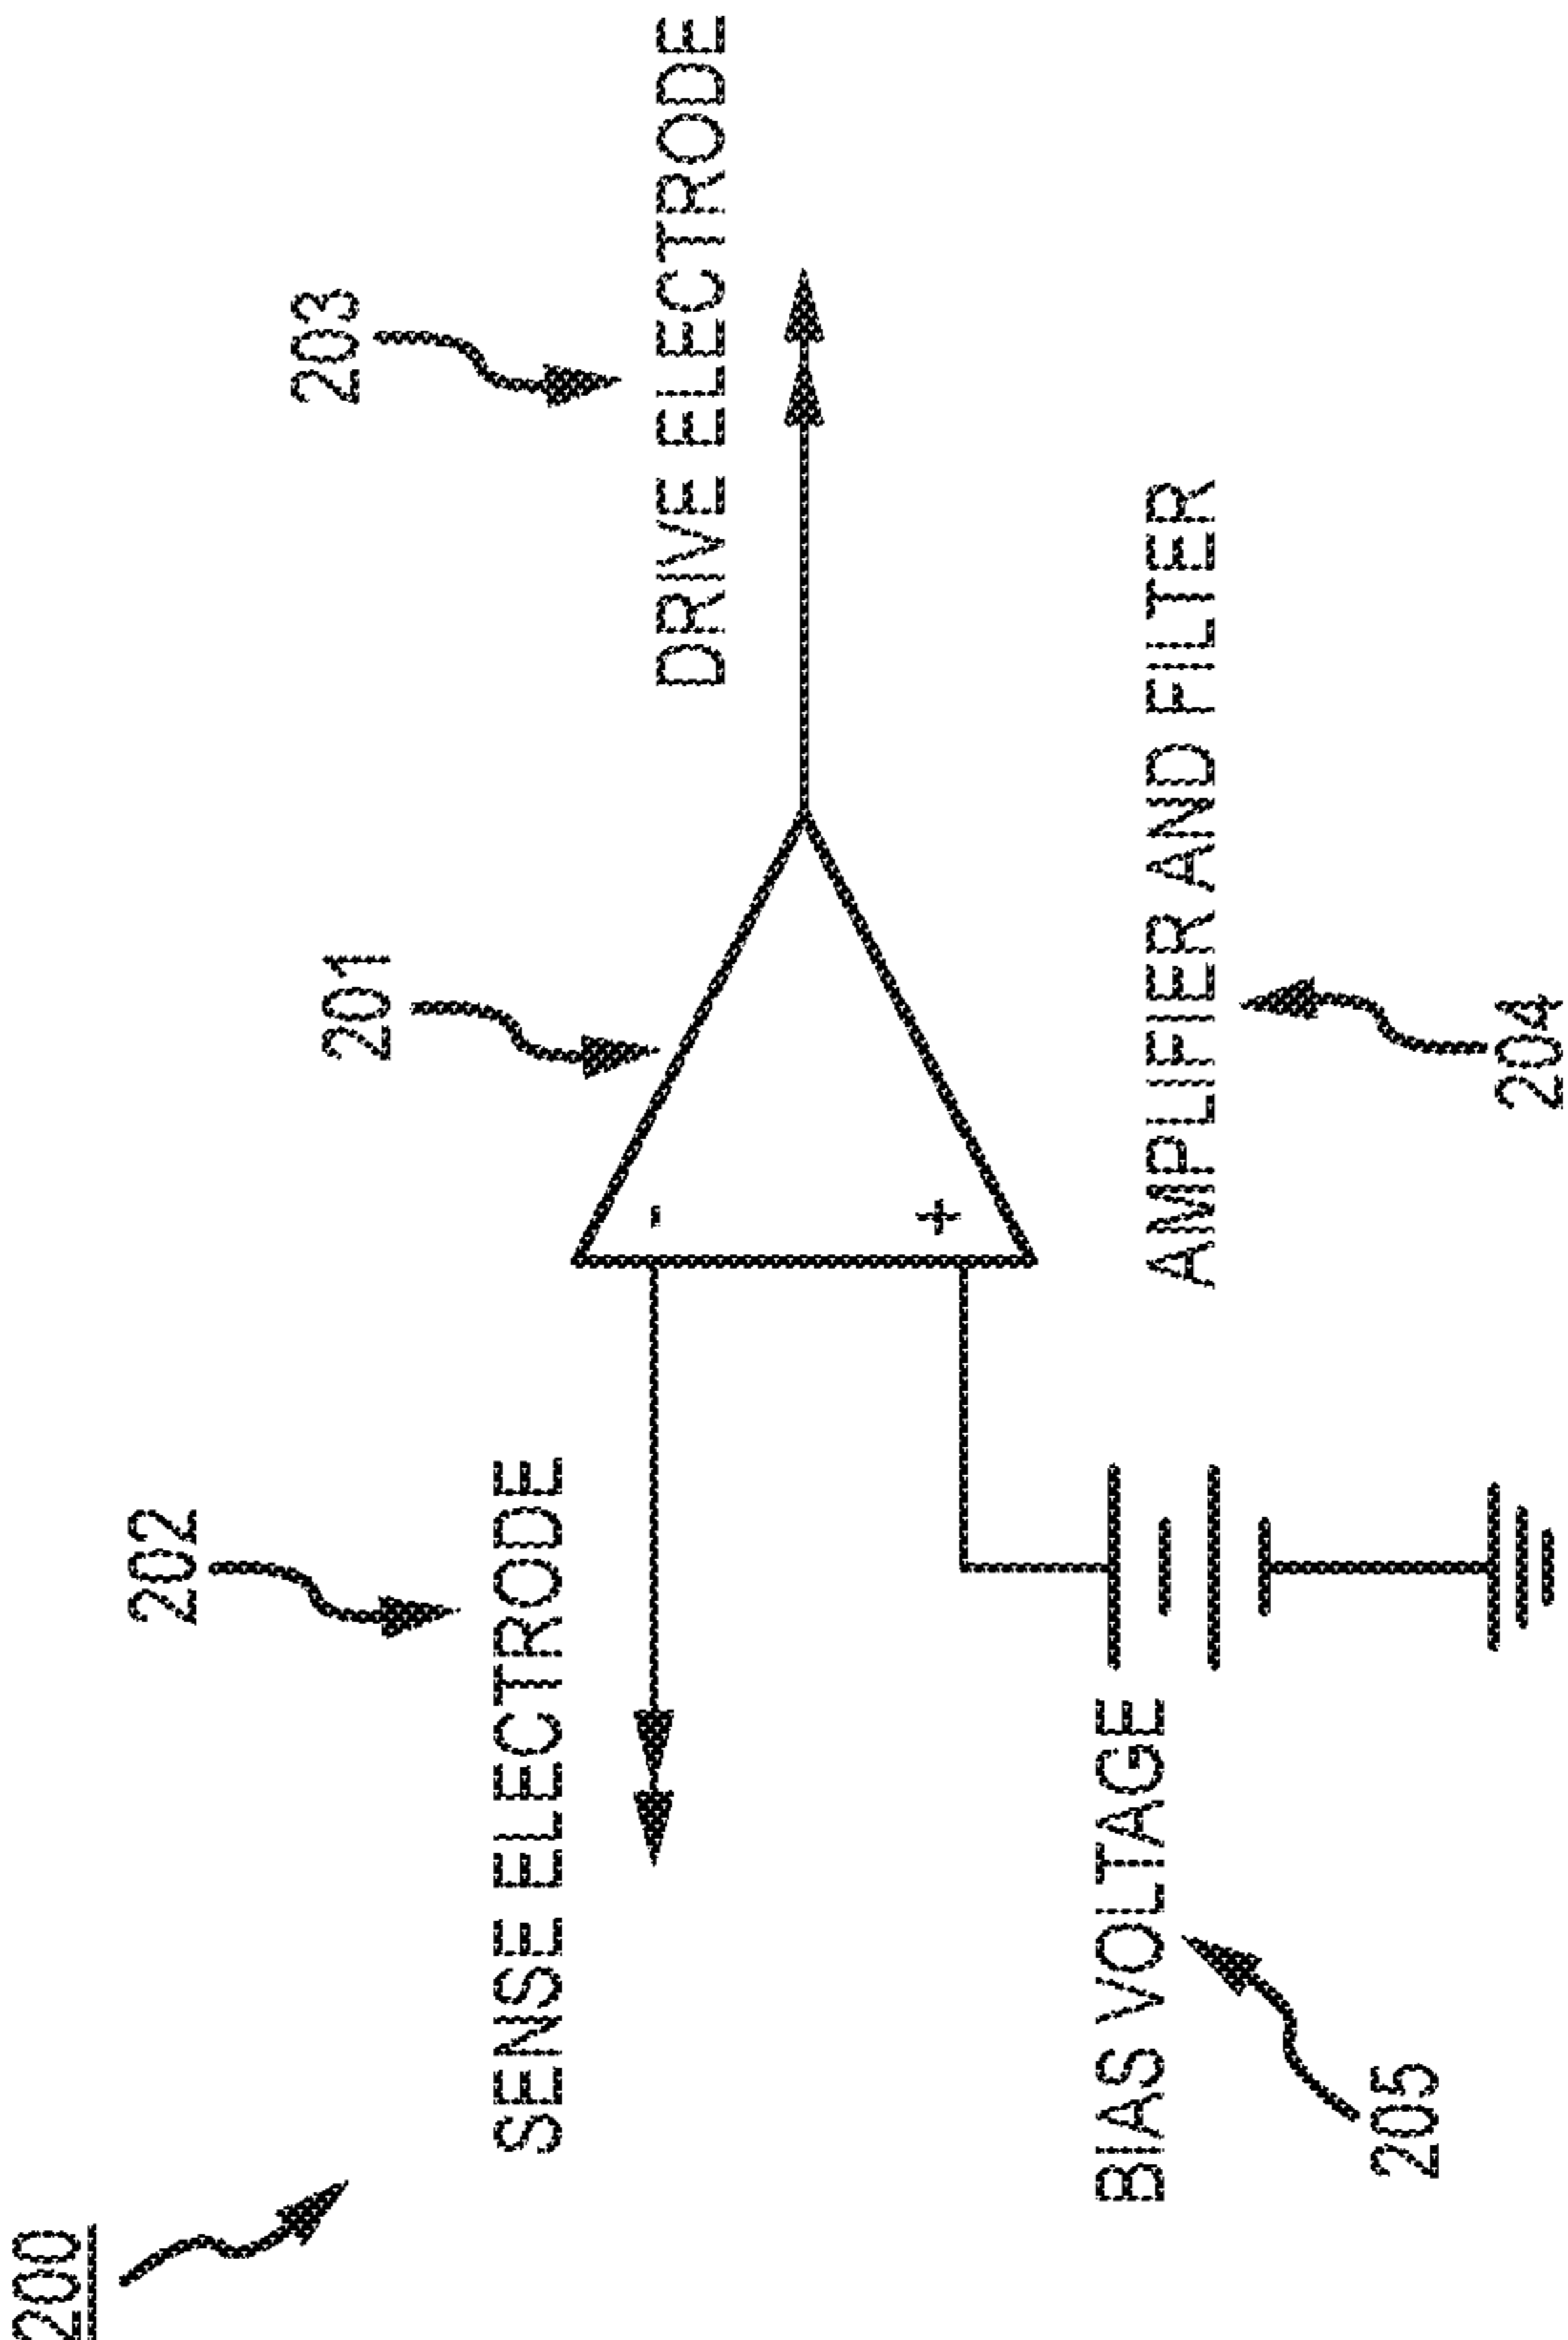 200
202
SENSE ELECTRODE
201
203
DRIVE ELECTRODE
-
+
BIAS VOLTAGE
205
AMPLIFIER AND FILTER
204